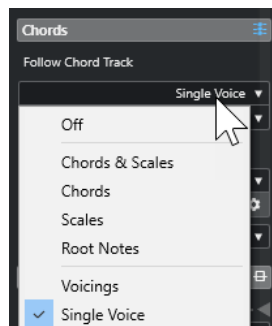 Chords
Follow Chord Track
Single Voice
Off
Chords & Scales
Chords
Scales
Root Notes
Voicings
Single Voice